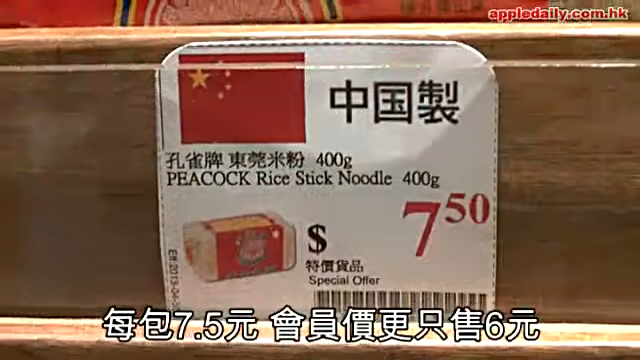 appledaily.com.hk
中国製
孔雀牌 東莞米粉 400g
PEACOCK Rice Stick Noodle 400g
$ 7.50
特價貨品
Special Offer
每包7.5元 會員價更只售6元